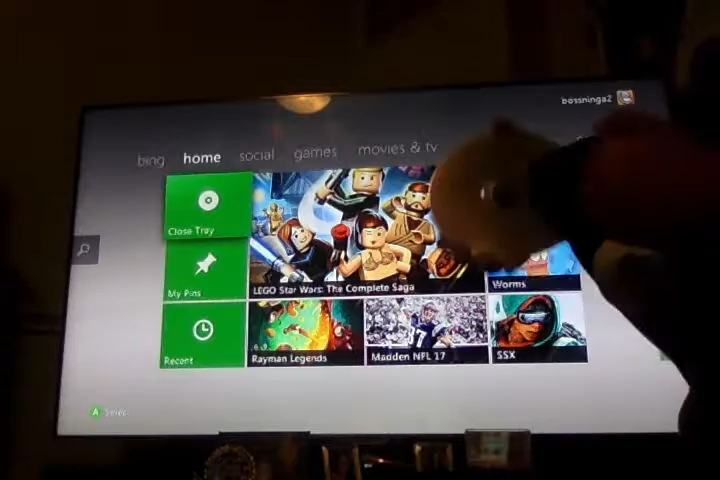 bossninga2
bing home social games movies & tv
Close Tray
My Pins
Recent
LEGO Star Wars: The Complete Saga
Worms
Rayman Legends
Madden NFL 17
SSX
A Select